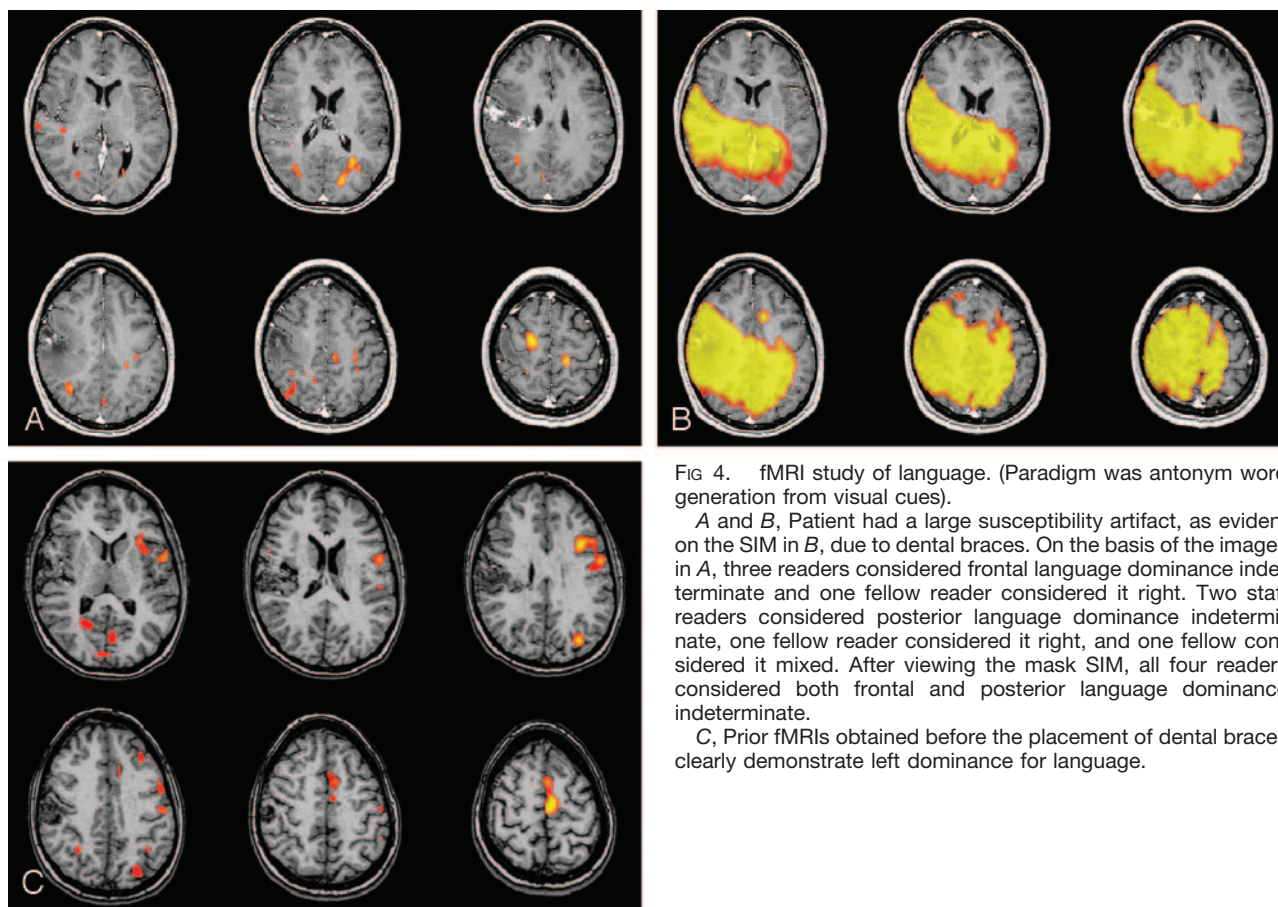 A
B
C
FIG 4. fMRI study of language. (Paradigm was antonym word
generation from visual cues).
A and B, Patient had a large susceptibility artifact, as eviden
on the SIM in B, due to dental braces. On the basis of the image
in A, three readers considered frontal language dominance inde-
terminate and one fellow reader considered it right. Two staf
readers considered posterior language dominance indetermi
nate, one fellow reader considered it right, and one fellow con
sidered it mixed. After viewing the mask SIM, all four reader
considered both frontal and posterior language dominance
indeterminate.
C, Prior fMRIs obtained before the placement of dental brace
clearly demonstrate left dominance for language.